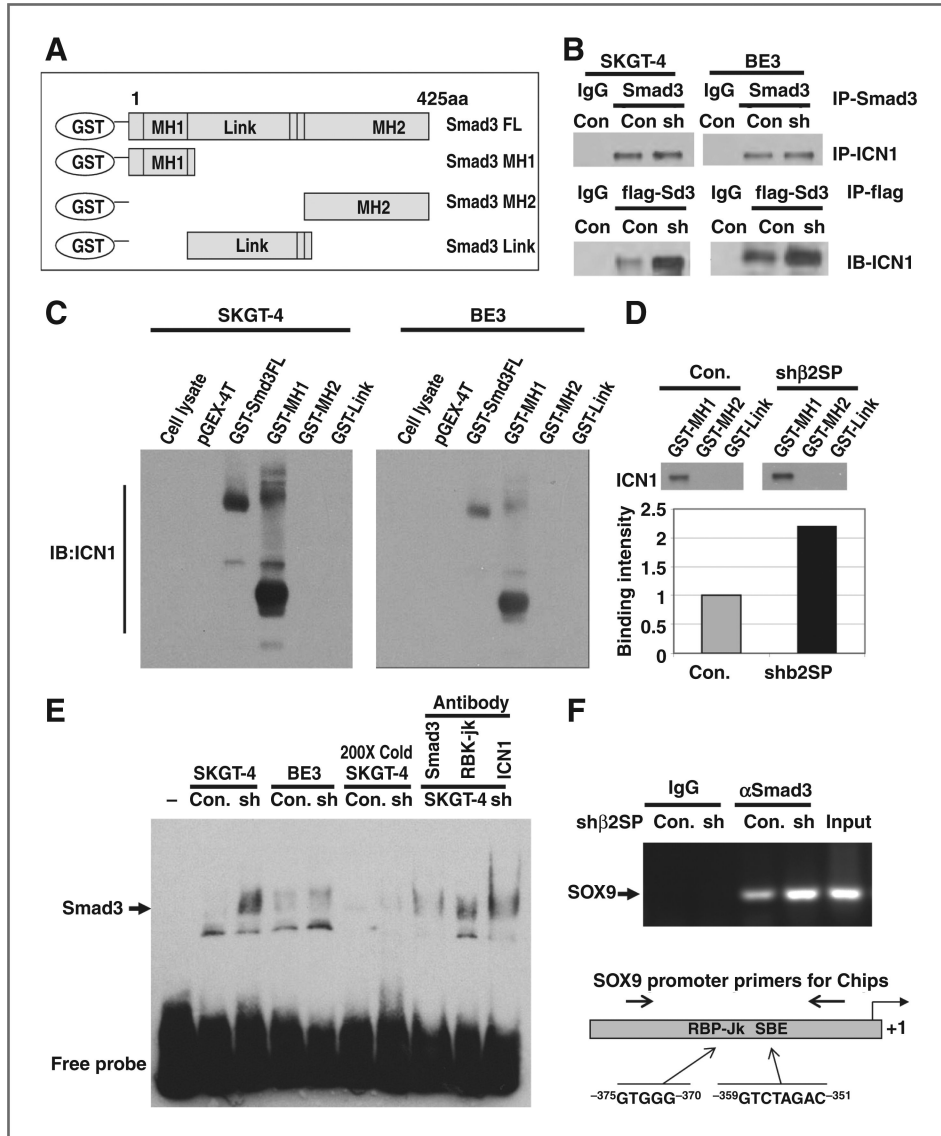 A
1 425aa
GST MH1 Link MH2 Smad3 FL
GST MH1 Smad3 MH1
GST MH2 Smad3 MH2
GST Link Smad3 Link
B
SKGT-4 BE3
IgG Smad3 IgG Smad3 IP-Smad3
Con Con sh Con Con sh
IP-ICN1
IgG flag-Sd3 IgG flag-Sd3 IP-flag
Con Con sh Con Con sh
IB-ICN1
C
SKGT-4 BE3
Cell lysate
pGEX-4T
GST-Smd3FL
GST-MH1
GST-MH2
GST-Link
Cell lysate
pGEX-4T
GST-Smd3FL
GST-MH1
GST-MH2
GST-Link
IB:ICN1
D
Con. shβ2SP
GST-MH1
GST-MH2
GST-Link
GST-MH1
GST-MH2
GST-Link
ICN1
Binding intensity
2.5
2
1
0.5
0
Con. shb2SP
E
Antibody
Smad3
RBK-jk
ICN1
200X Cold
SKGT-4 BE3 SKGT-4
– Con. sh Con. sh Con. sh SKGT-4 sh
Smad3
Free probe
F
IgG αSmad3
shβ2SP Con. sh Con. sh Input
SOX9
SOX9 promoter primers for Chips
RBP-Jk SBE
+1
–375GTGGG–370 –359GTCTAGAC–351